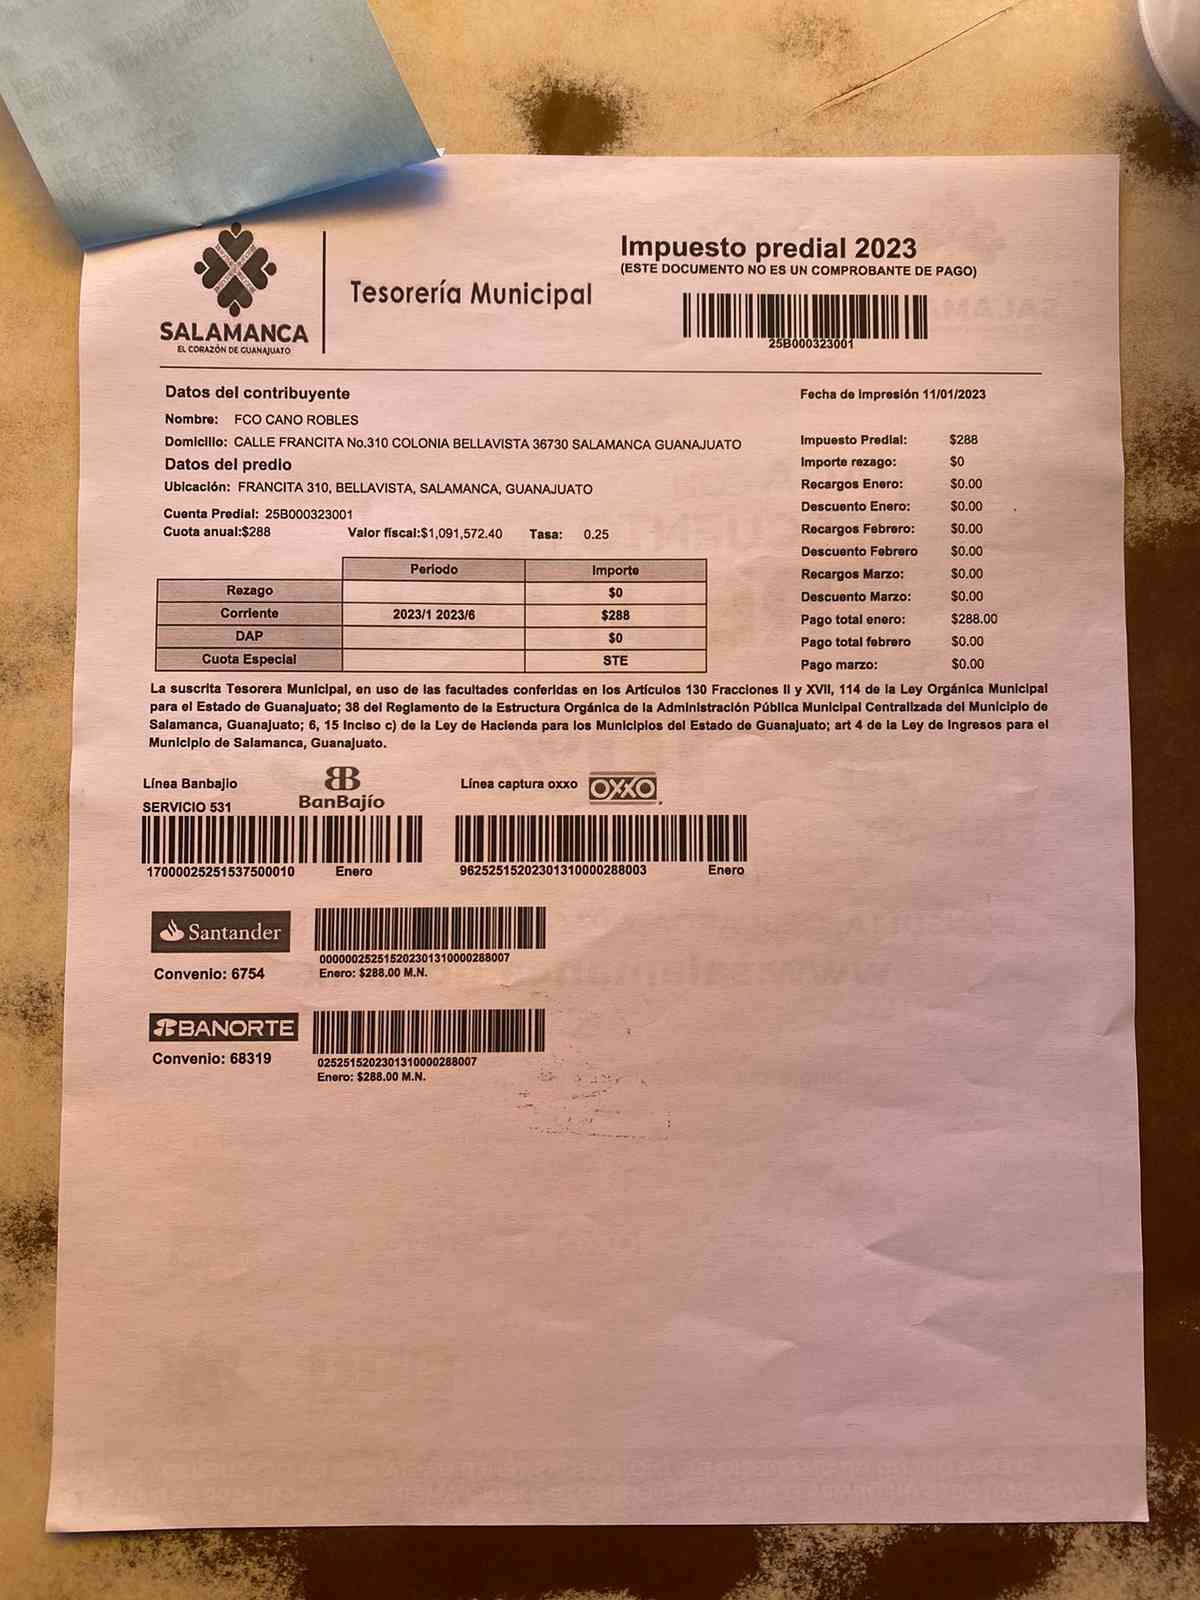 Impuesto predial 2023
(ESTE DOCUMENTO NO ES UN COMPROBANTE DE PAGO)
Tesorería Municipal
25B000323001
SALAMANCA
EL CORAZÓN DE GUANAJUATO
Datos del contribuyente
Fecha de Impresión 11/01/2023
Nombre: FCO CANO ROBLES
Domicilio: CALLE FRANCITA No.310 COLONIA BELLAVISTA 36730 SALAMANCA GUANAJUATO
Datos del predio
Ubicación: FRANCITA 310, BELLAVISTA, SALAMANCA, GUANAJUATO
Cuenta Predial: 25B000323001
Cuota anual:$288 Valor fiscal:$1,091,572.40 Tasa: 0.25
Impuesto Predial: $288
Importe rezago: $0
Recargos Enero: $0.00
Descuento Enero: $0.00
Recargos Febrero: $0.00
Descuento Febrero $0.00
Recargos Marzo: $0.00
Descuento Marzo: $0.00
Pago total enero: $288.00
Pago total febrero $0.00
Pago marzo: $0.00
Periodo Importe
Rezago $0
Corriente 2023/1 2023/6 $288
DAP $0
Cuota Especial STE
La suscrita Tesorera Municipal, en uso de las facultades conferidas en los Artículos 130 Fracciones II y XVII, 114 de la Ley Orgánica Municipal
para el Estado de Guanajuato; 38 del Reglamento de la Estructura Orgánica de la Administración Pública Municipal Centralizada del Municipio de
Salamanca, Guanajuato; 6, 15 Inciso c) de la Ley de Hacienda para los Municipios del Estado de Guanajuato; art 4 de la Ley de Ingresos para el
Municipio de Salamanca, Guanajuato.
Línea Banbajio
SERVICIO 531
BanBajío
17000025251537500010 Enero
Línea captura oxxo OXXO
96252515202301310000288003 Enero
Santander
Convenio: 6754
000000252515202301310000288007
Enero: $288.00 M.N.
BANORTE
Convenio: 68319
0252515202301310000288007
Enero: $288.00 M.N.